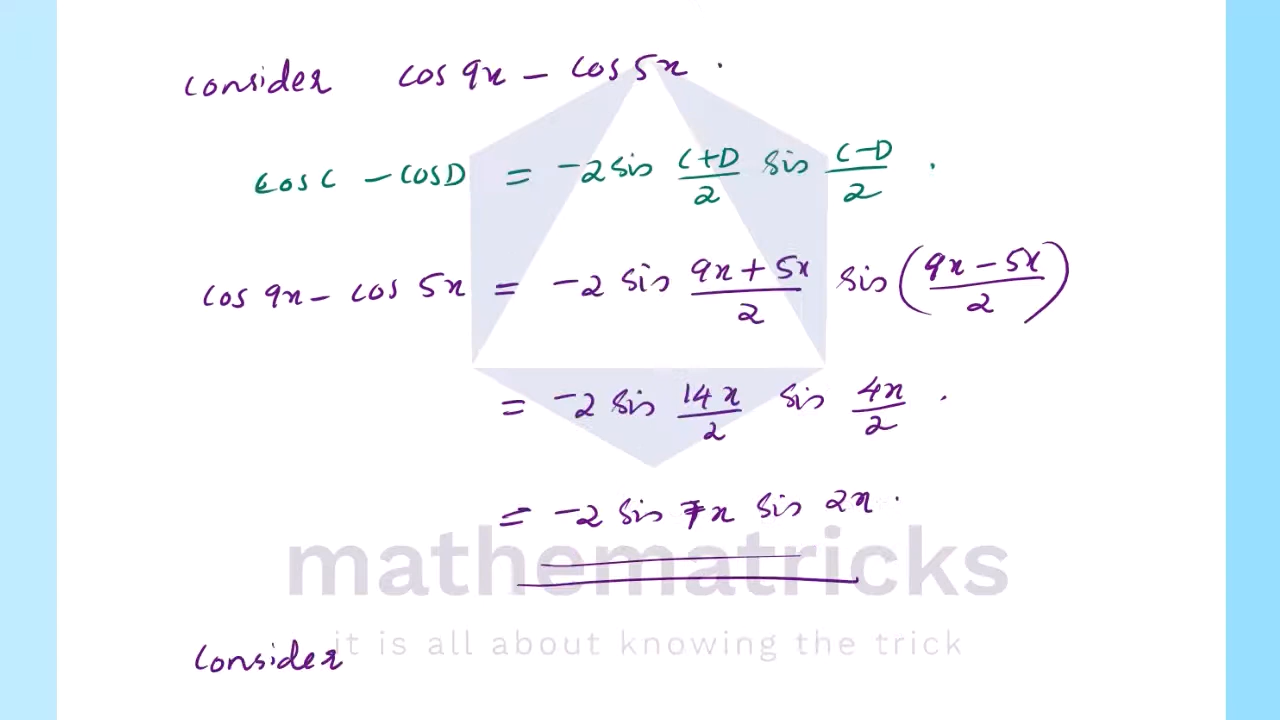 consider cos 9x - cos 5x .
cos C - cos D = -2 sin (C+D)/2 sin (C-D)/2 .
cos 9x - cos 5x = -2 sin (9x + 5x)/2 sin ((9x - 5x)/2)
= -2 sin 14x/2 sin 4x/2 .
= -2 sin 7x sin 2x .
mathematricks
it is all about knowing the trick
Consider